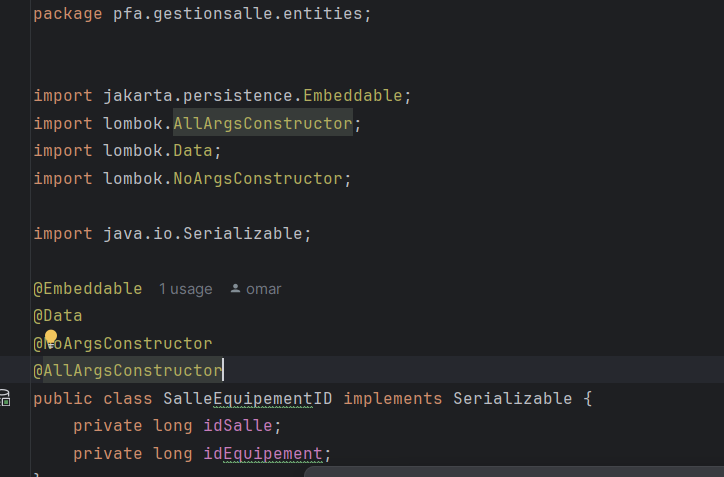 package pfa.gestionsalle.entities;
import jakarta.persistence.Embeddable;
import lombok.AllArgsConstructor;
import lombok.Data;
import lombok.NoArgsConstructor;
import java.io.Serializable;
@Embeddable 1 usage omar
@Data
@NoArgsConstructor
@AllArgsConstructor
public class SalleEquipementID implements Serializable {
private long idSalle;
private long idEquipement;
}